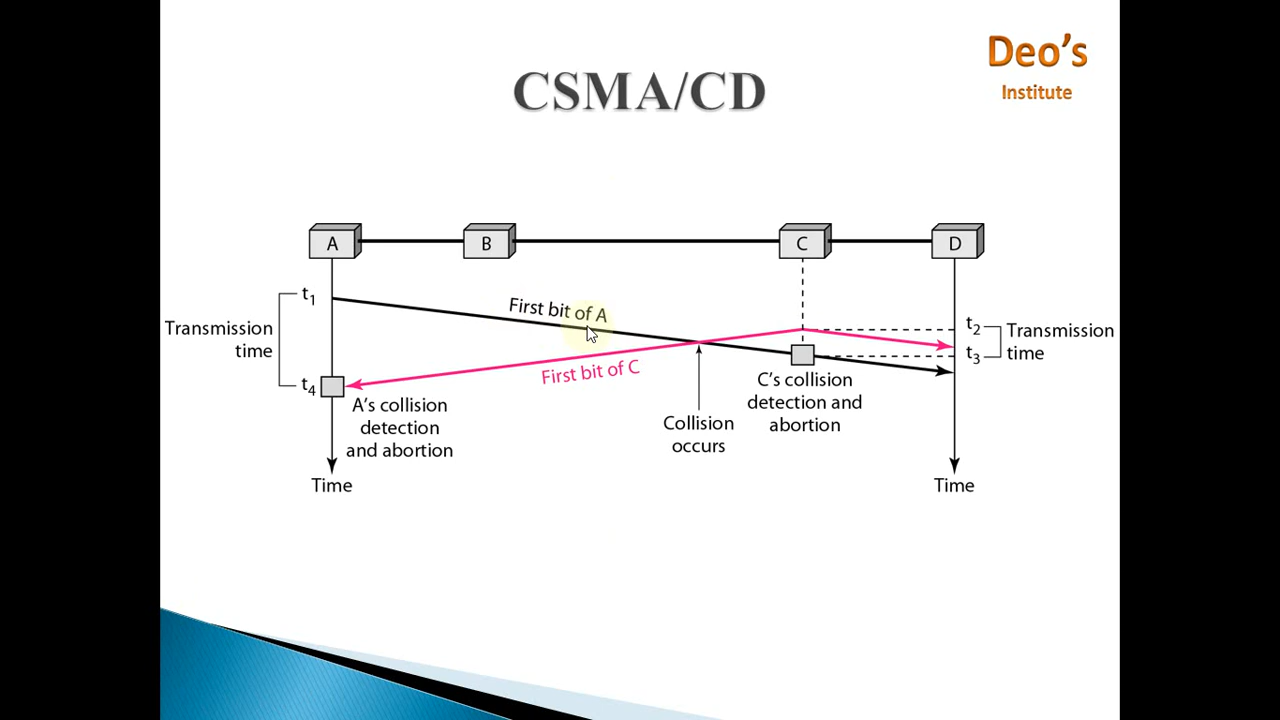 Deo's
Institute
CSMA/CD
A
B
C
D
t1
First bit of A
t2
Transmission
time
Transmission
time
t3
First bit of C
t4
A's collision
detection
and abortion
Collision
occurs
C's collision
detection and
abortion
Time
Time